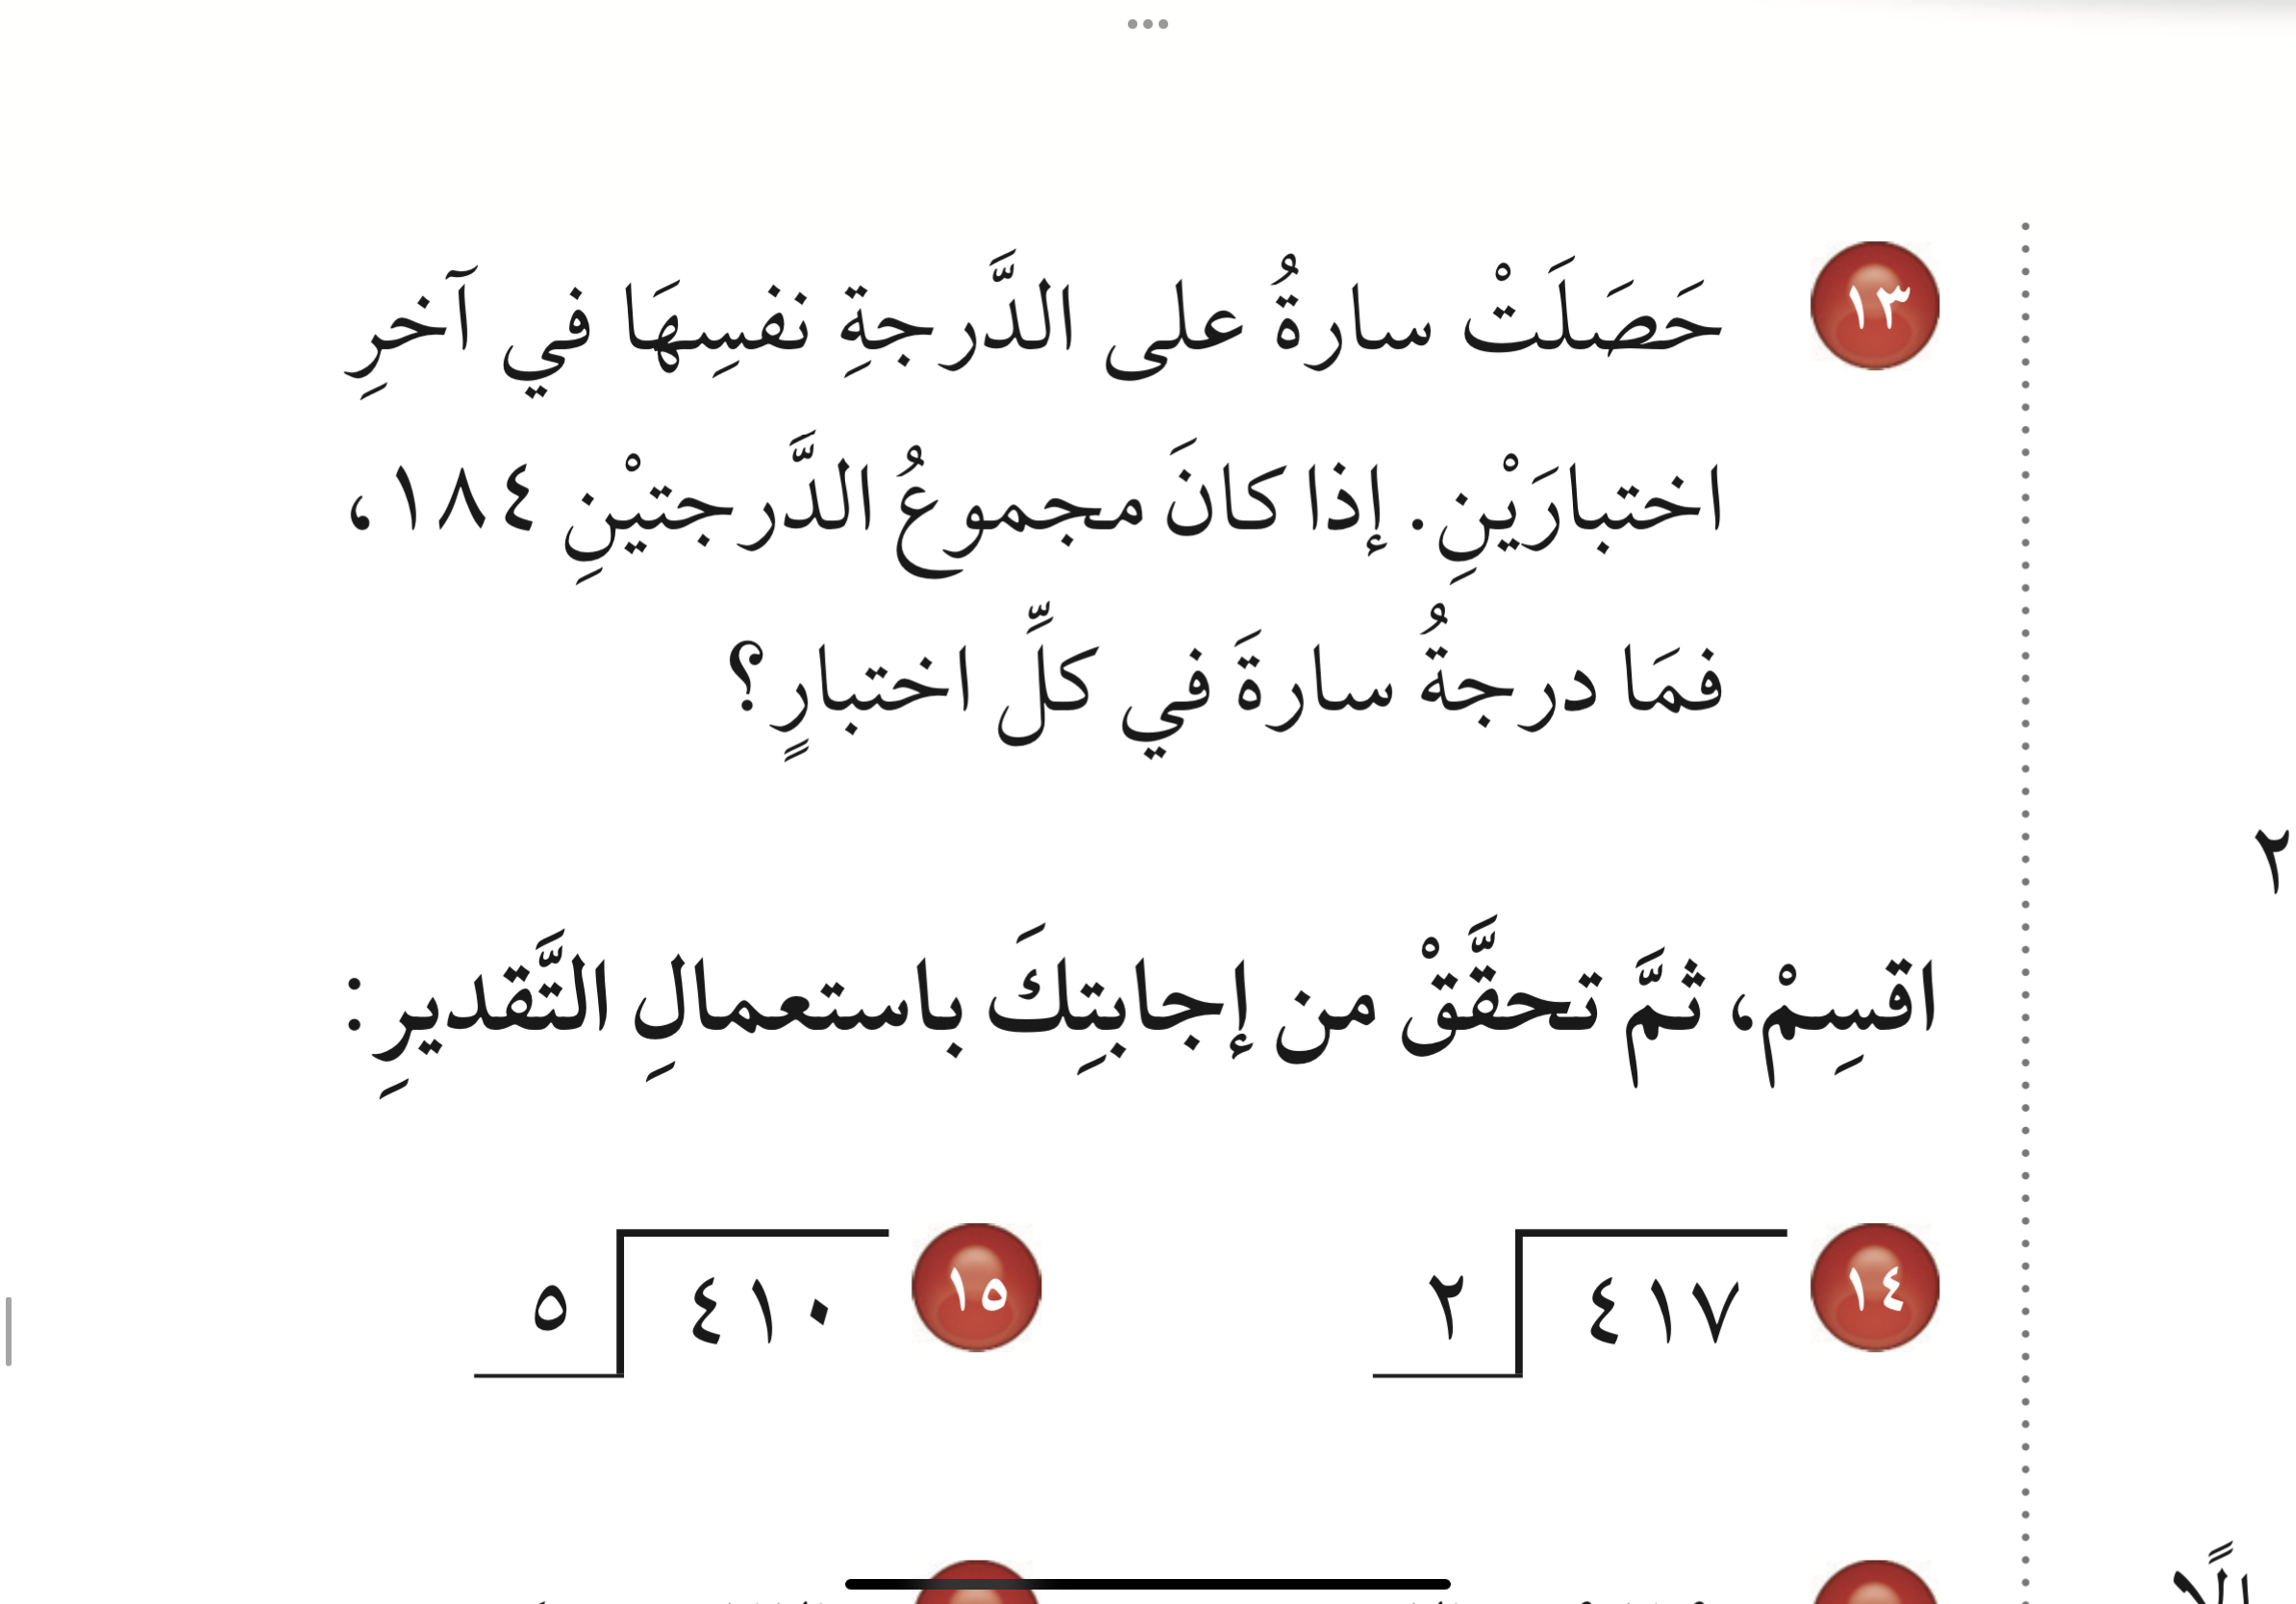 ١٣ حَصَلَتْ سارةُ على الدَّرجةِ نفسِهَا في آخرِ
اختبارَيْنِ. إذا كانَ مجموعُ الدَّرجتيْنِ ١٨٤،
فمَا درجةُ سارةَ في كلِّ اختبارٍ؟
٢
اقسِمْ، ثمَّ تحقَّقْ من إجابتِكَ باستعمالِ التَّقديرِ:
١٤ ٤١٧ ٢
١٥ ٤١٠ ٥